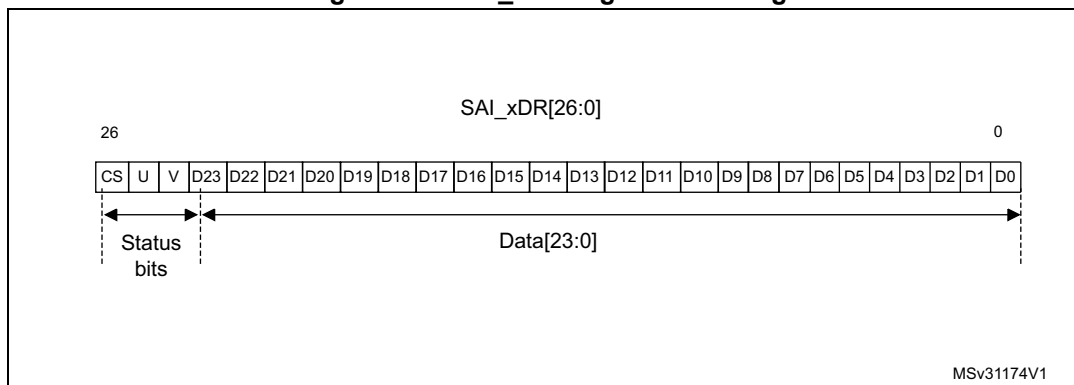 SAI_xDR[26:0]
26 0
CS U V D23 D22 D21 D20 D19 D18 D17 D16 D15 D14 D13 D12 D11 D10 D9 D8 D7 D6 D5 D4 D3 D2 D1 D0
Status
bits
Data[23:0]
MSv31174V1